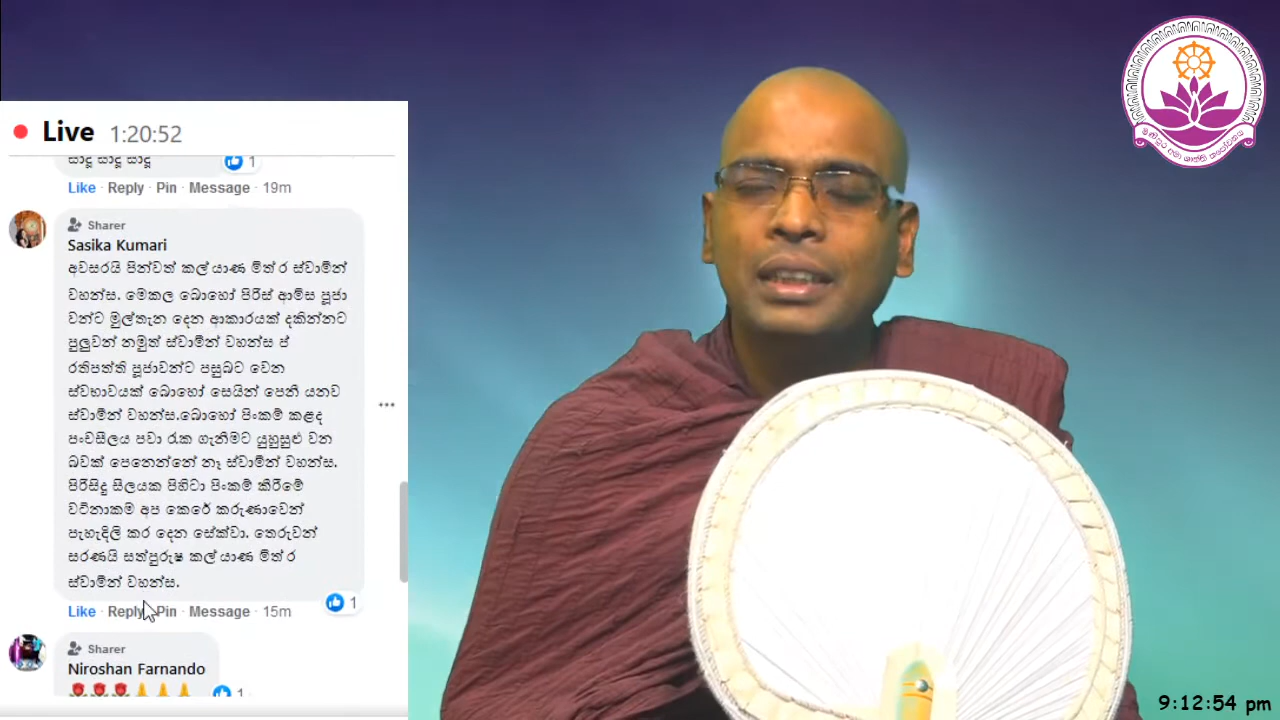 Live 1:20:52
සාදු සාදු සාදු
1
Like · Reply · Pin · Message · 19m
Sharer
Sasika Kumari
අවසරයි පින්වත් කල් යාණ මිත් ර ස්වාමීන්
වහන්ස. මෙකල බොහෝ පිරිස් ආමිස පූජා
වන්ට මුල්තැන දෙන ආකාරයක් දකින්නට
පුලුවන් නමුත් ස්වාමීන් වහන්ස ප්
රතිපත්ති පූජාවන්ට පසුබට වෙන
ස්වභාවයක් බොහෝ සෙයින් පෙනී යනව
ස්වාමීන් වහන්ස.බොහෝ පිංකම් කළද
පංචසීලය පවා රැක ගැනීමට යුහුසුළු වන
බවක් පෙනෙන්නේ නෑ ස්වාමීන් වහන්ස.
පිරිසිදු සීලයක පිහිටා පිංකම් කිරීමේ
වටිනාකම අප කෙරේ කරුණාවෙන්
පැහැදිලි කර දෙන සේක්වා. තෙරුවන්
සරණයි සත්පුරුෂ කල් යාණ මිත් ර
ස්වාමීන් වහන්ස.
1
Like · Reply · Pin · Message · 15m
Sharer
Niroshan Farnando
1
9:12:54 pm